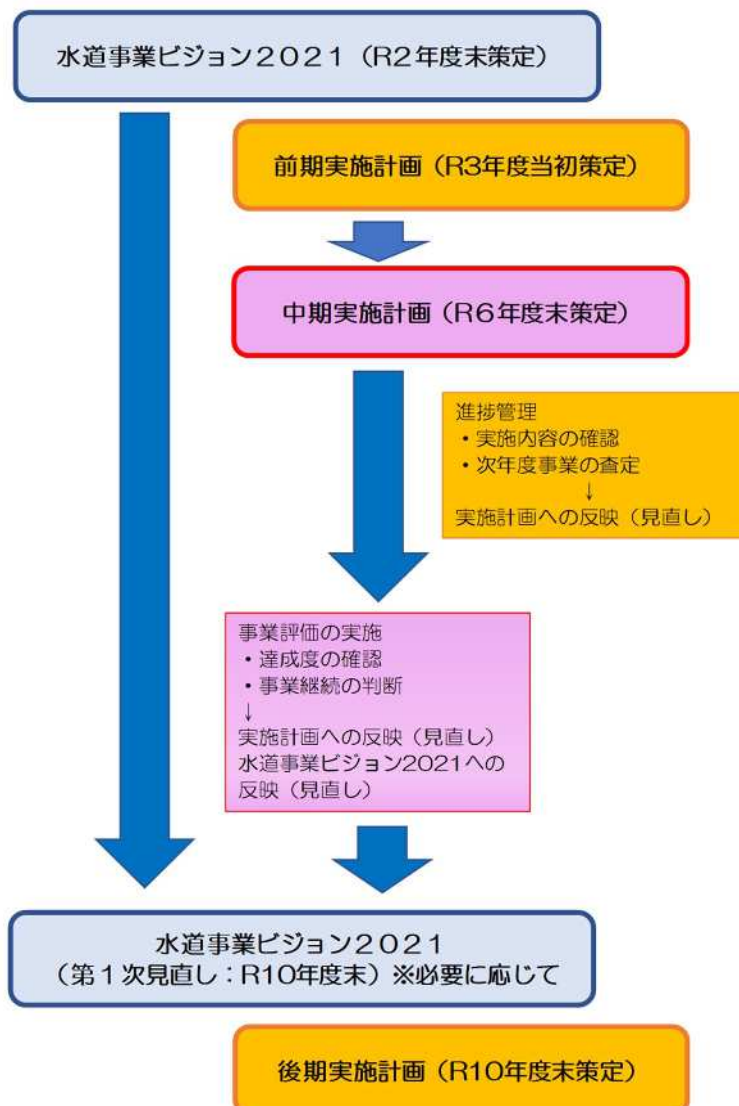 水道事業ビジョン２０２１（R２年度末策定）
前期実施計画（R3年度当初策定）
中期実施計画（R６年度末策定）
進捗管理
・実施内容の確認
・次年度事業の査定
↓
実施計画への反映（見直し）
事業評価の実施
・達成度の確認
・事業継続の判断
↓
実施計画への反映（見直し）
水道事業ビジョン2021への
反映（見直し）
水道事業ビジョン２０２１
（第１次見直し：R10年度末）※必要に応じて
後期実施計画（R10年度末策定）